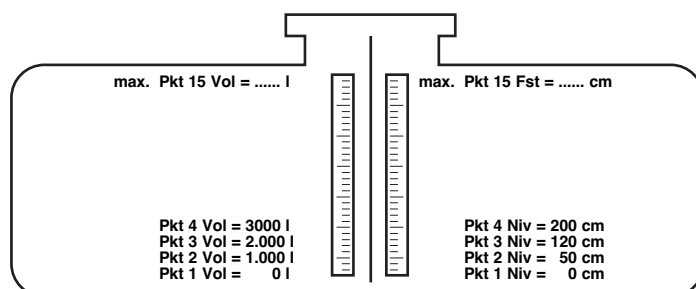 max. Pkt 15 Vol = ...... l
max. Pkt 15 Fst = ...... cm
Pkt 4 Vol = 3000 l
Pkt 3 Vol = 2.000 l
Pkt 2 Vol = 1.000 l
Pkt 1 Vol = 0 l
Pkt 4 Niv = 200 cm
Pkt 3 Niv = 120 cm
Pkt 2 Niv = 50 cm
Pkt 1 Niv = 0 cm